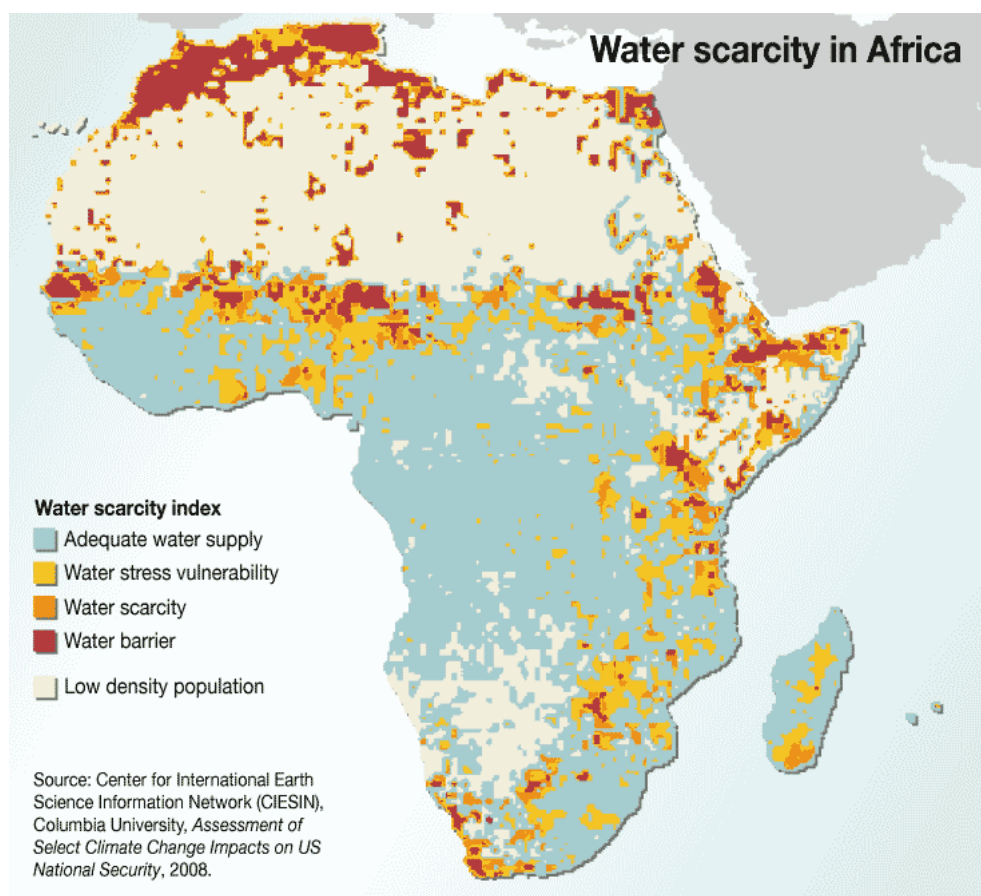 Water scarcity in Africa
Water scarcity index
Adequate water supply
Water stress vulnerability
Water scarcity
Water barrier
Low density population
Source: Center for International Earth
Science Information Network (CIESIN),
Columbia University, Assessment of
Select Climate Change Impacts on US
National Security, 2008.